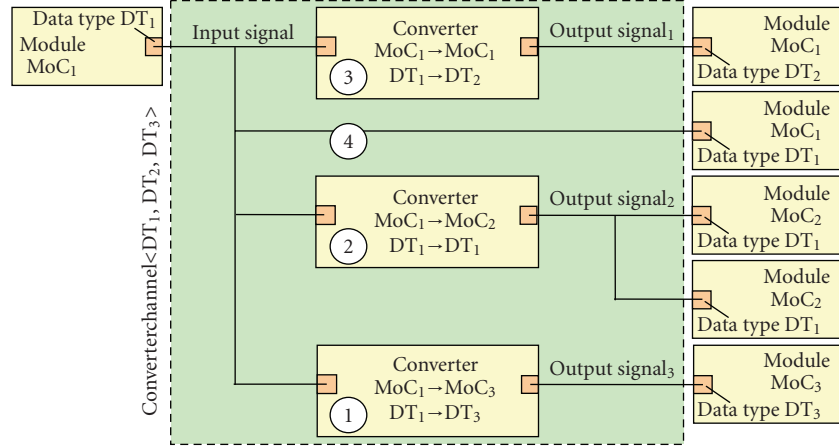 Data type DT₁
Module
MoC₁
Input signal
Converter
MoC₁→MoC₁
DT₁→DT₂
3
Output signal₁
Module
MoC₁
Data type DT₂
4
Module
MoC₁
Data type DT₁
Converterchannel<DT₁, DT₂, DT₃>
Converter
MoC₁→MoC₂
DT₁→DT₁
2
Output signal₂
Module
MoC₂
Data type DT₁
Module
MoC₂
Data type DT₁
Converter
MoC₁→MoC₃
DT₁→DT₃
1
Output signal₃
Module
MoC₃
Data type DT₃